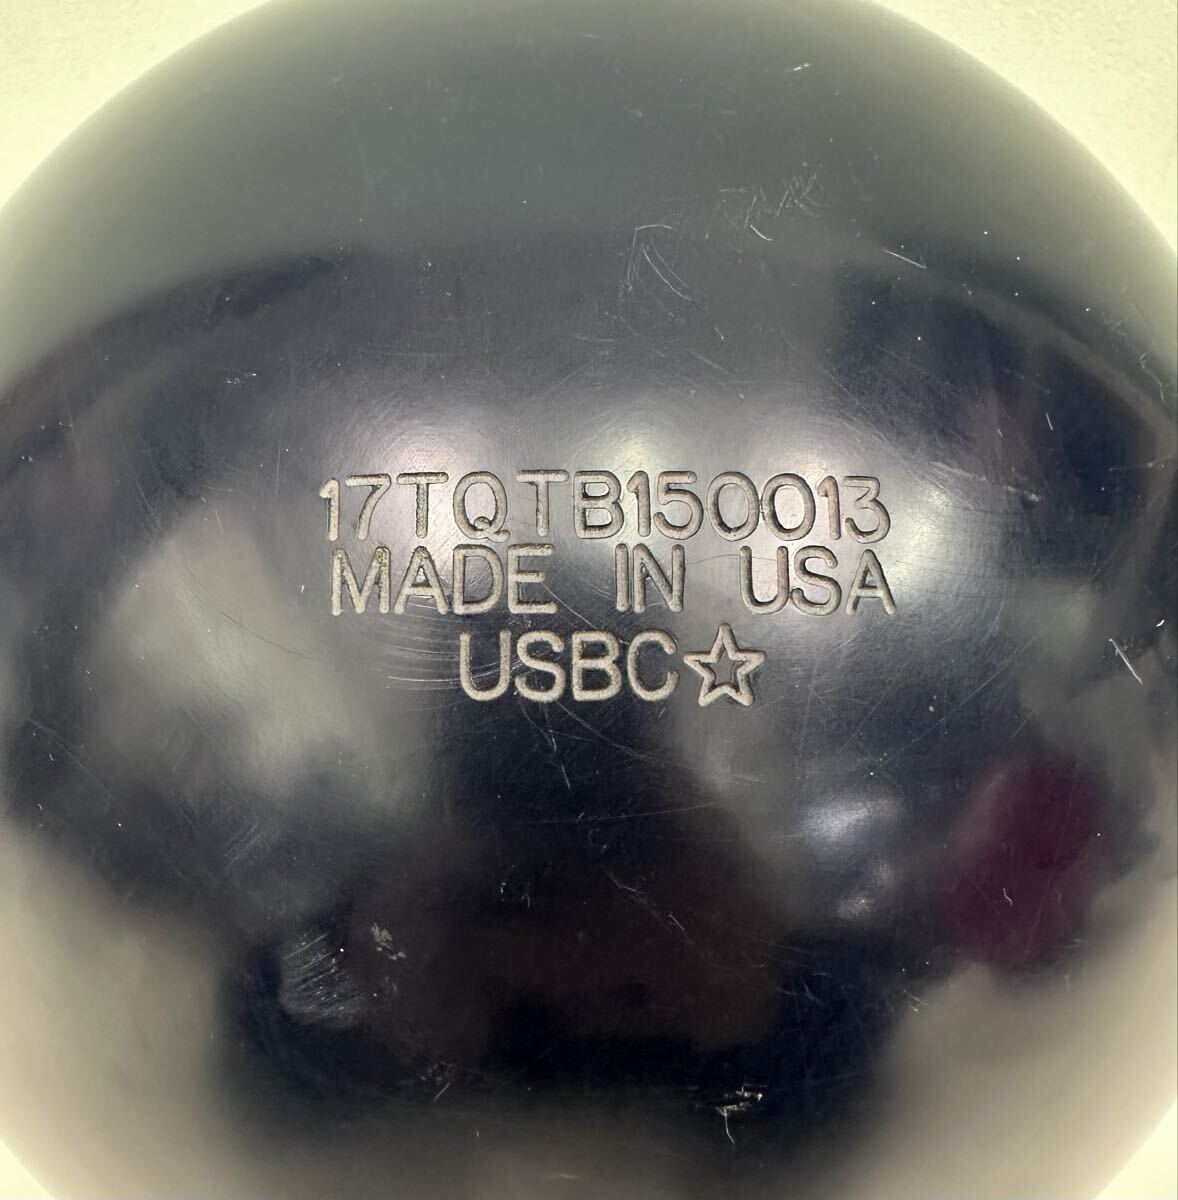 17TQTB150013
MADE IN USA
USBC☆